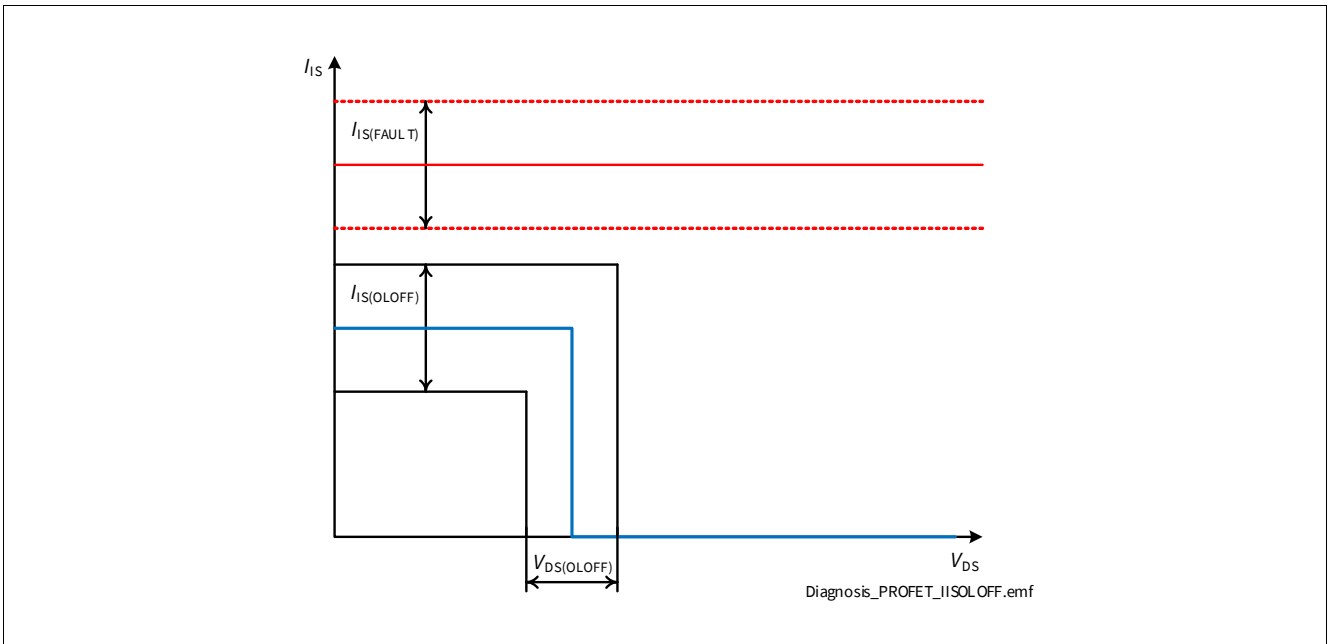 IIS
IIS(FAULT)
IIS(OLOFF)
VDS(OLOFF)
VDS
Diagnosis_PROFET_IISOLOFF.emf